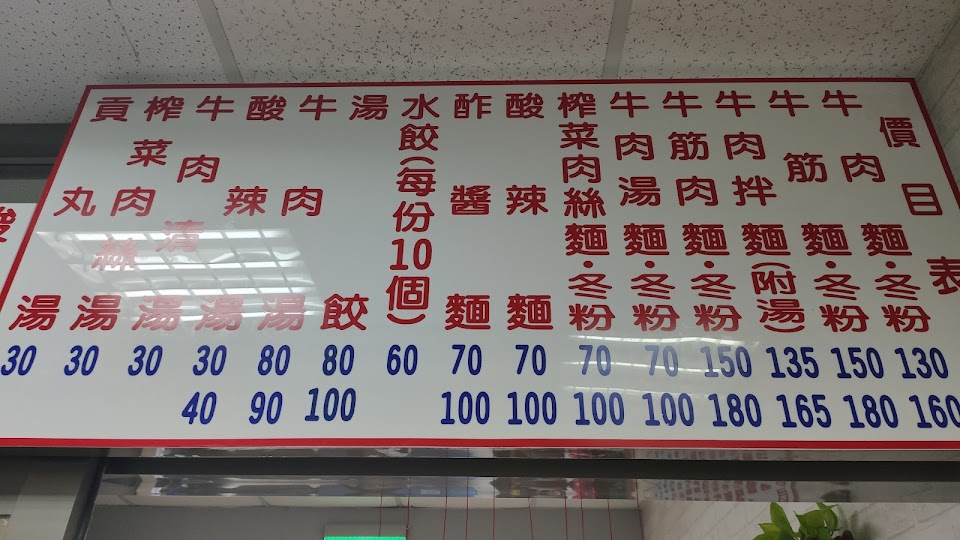 價目表
牛肉麵・冬粉 130 160
牛筋麵・冬粉 150 180
牛肉拌麵(附湯) 135 165
牛筋肉麵・冬粉 150 180
牛肉湯麵・冬粉 70 100
榨菜肉絲麵・冬粉 70 100
酸辣麵 70 100
酢醬麵 70 100
水餃(每份10個) 60
湯餃 80 100
牛肉湯 80 90
酸辣湯 30 40
牛肉清湯 30
榨菜肉絲湯 30
貢丸湯 30